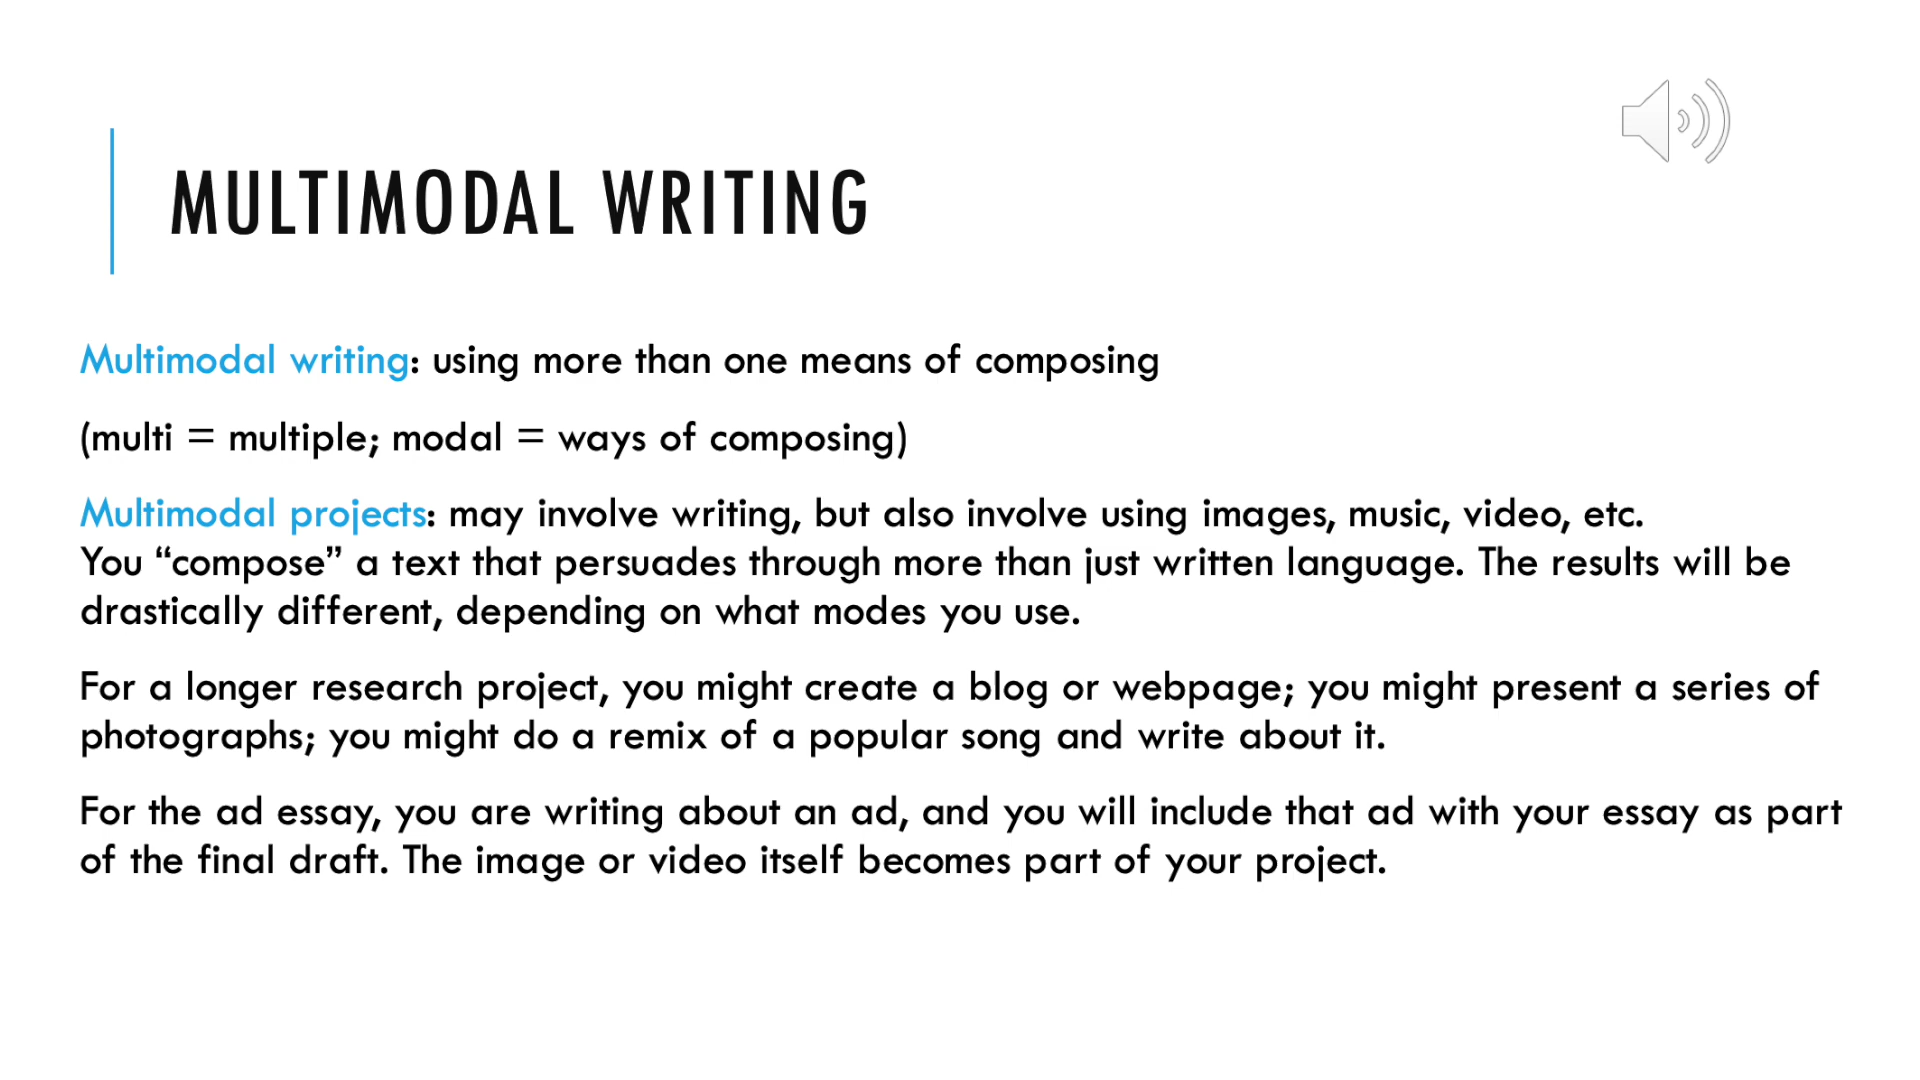 MULTIMODAL WRITING
Multimodal writing: using more than one means of composing
(multi = multiple; modal = ways of composing)
Multimodal projects: may involve writing, but also involve using images, music, video, etc.
You “compose” a text that persuades through more than just written language. The results will be
drastically different, depending on what modes you use.
For a longer research project, you might create a blog or webpage; you might present a series of
photographs; you might do a remix of a popular song and write about it.
For the ad essay, you are writing about an ad, and you will include that ad with your essay as part
of the final draft. The image or video itself becomes part of your project.